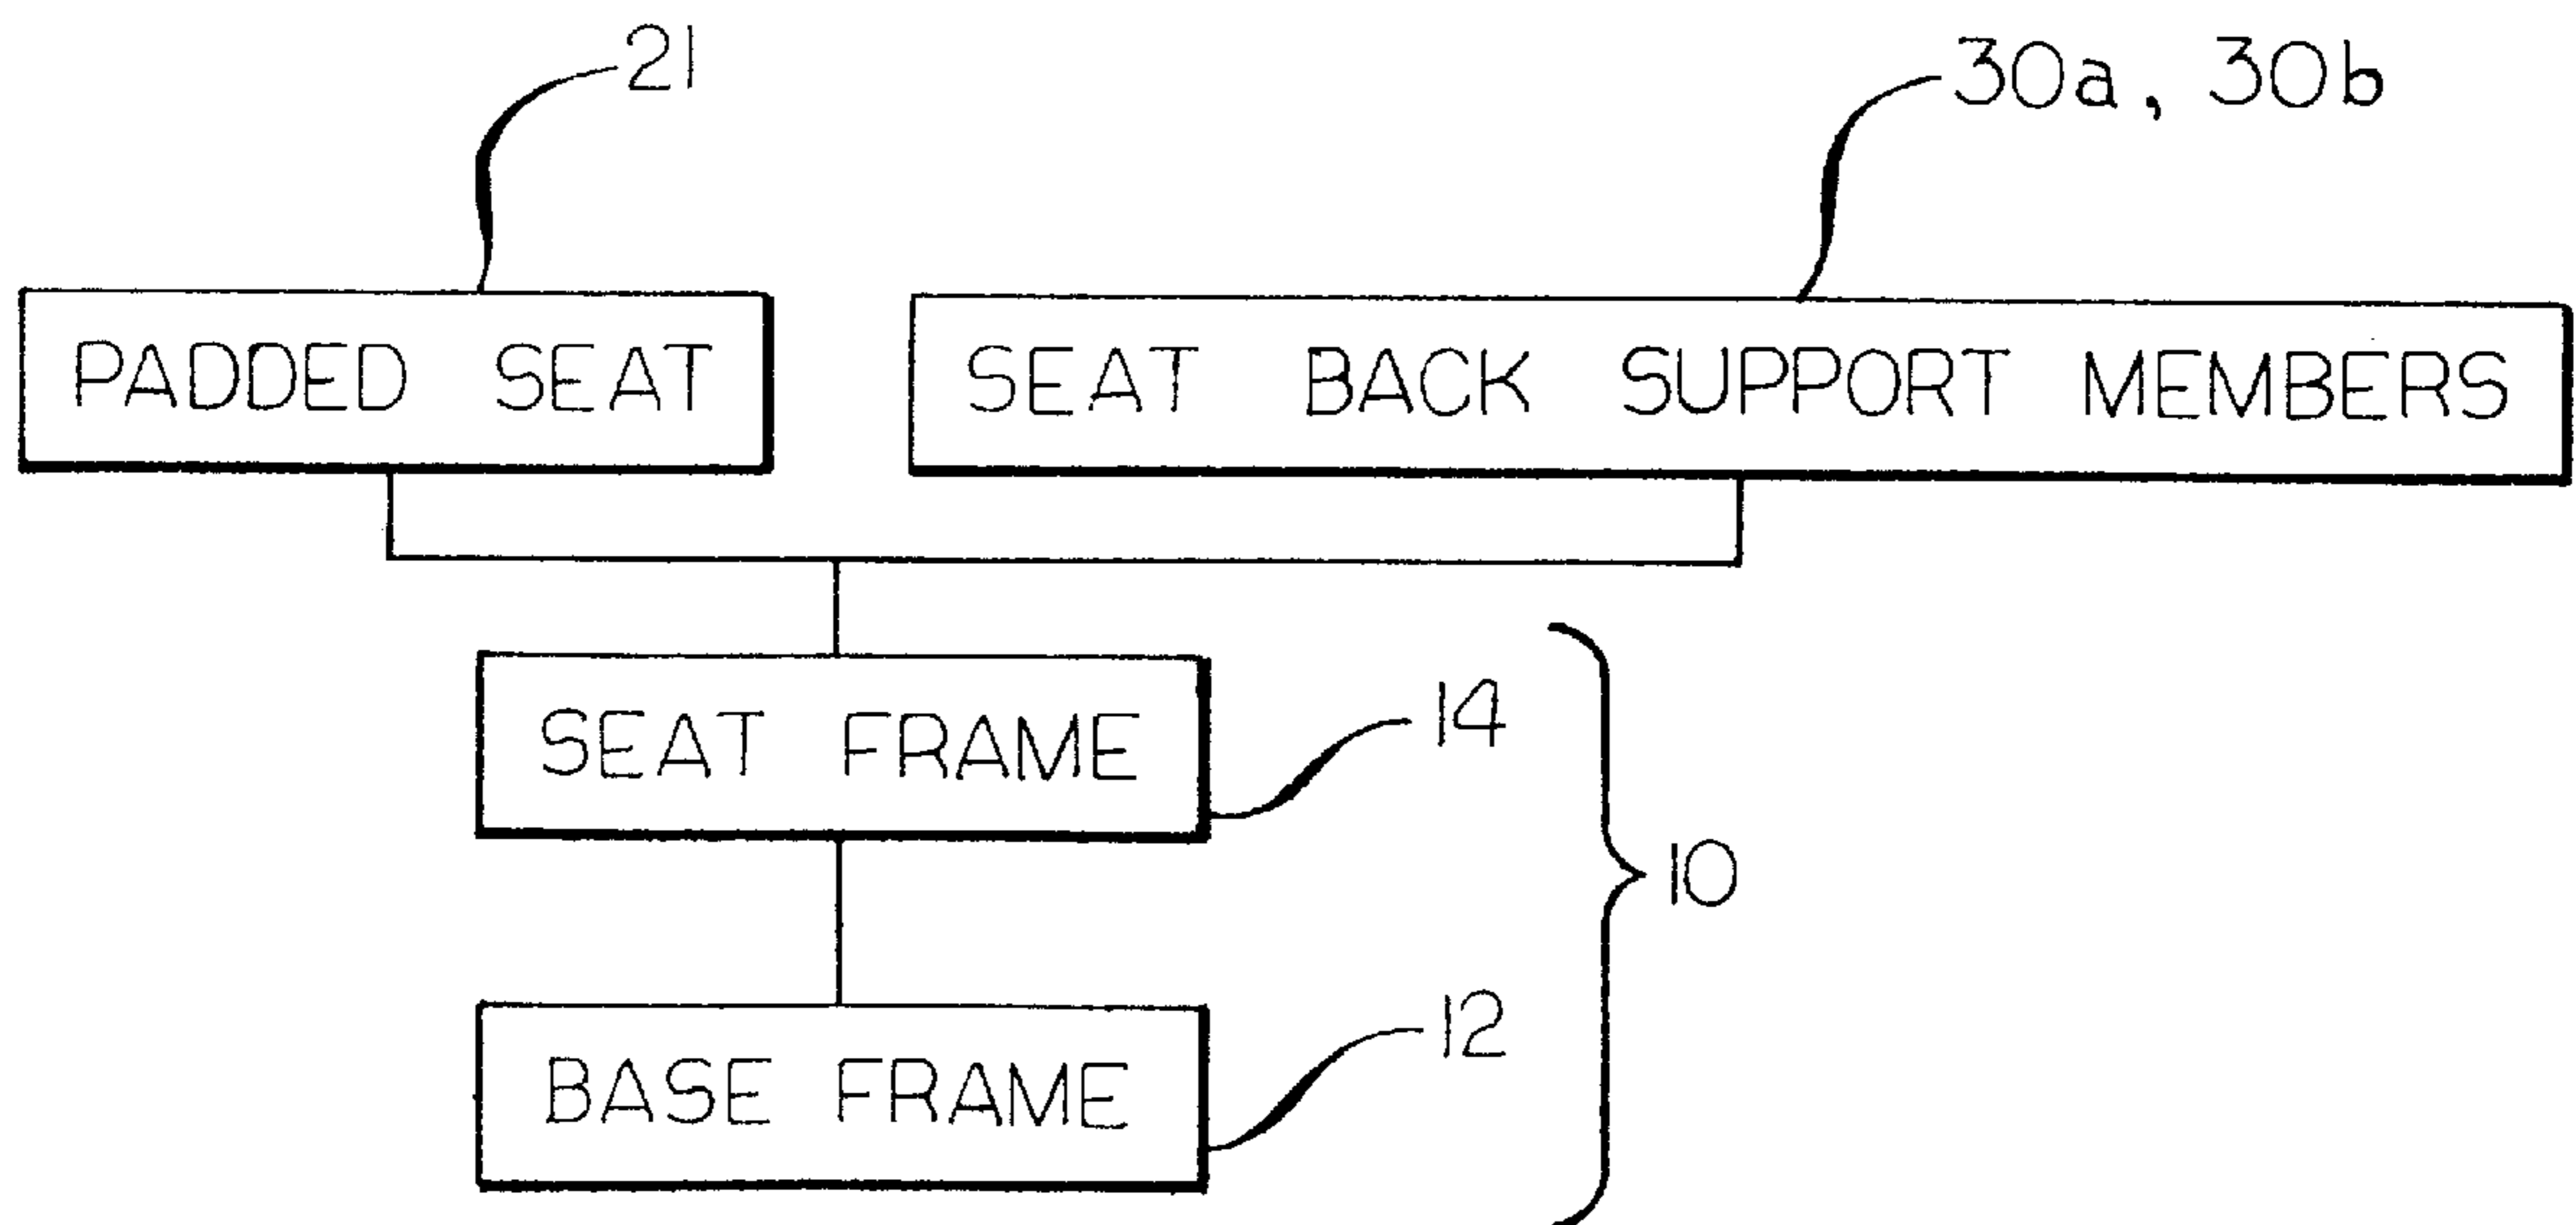 21
30a, 30b
PADDED SEAT
SEAT BACK SUPPORT MEMBERS
SEAT FRAME
14
10
BASE FRAME
12